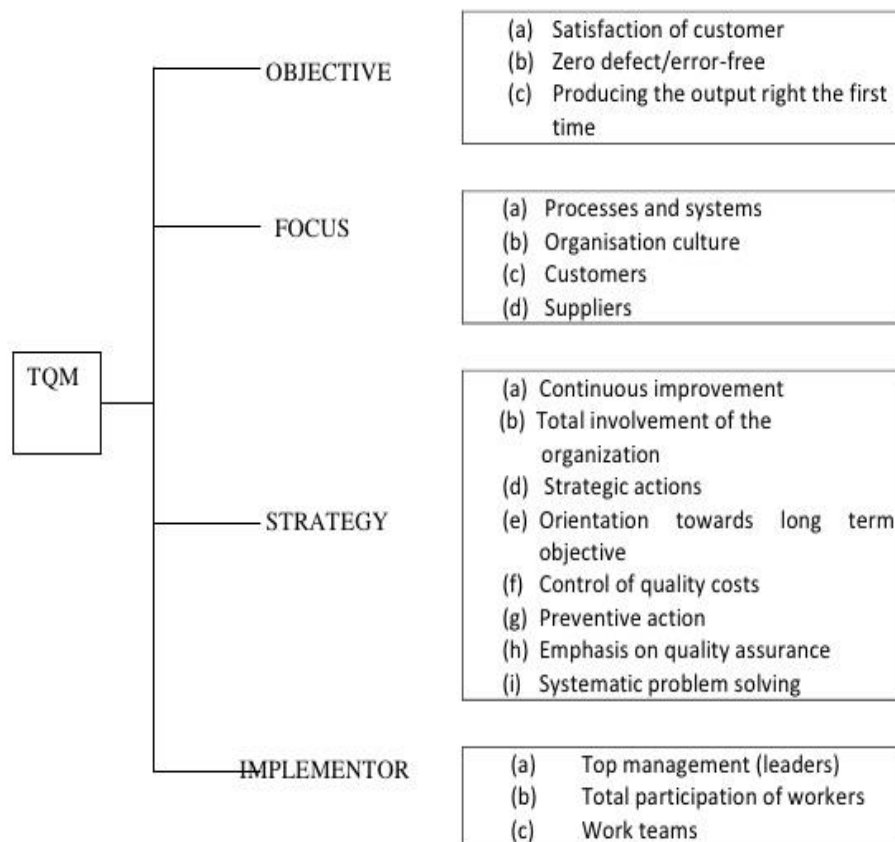 OBJECTIVE
(a) Satisfaction of customer
(b) Zero defect/error-free
(c) Producing the output right the first
time
FOCUS
(a) Processes and systems
(b) Organisation culture
(c) Customers
(d) Suppliers
TQM
STRATEGY
(a) Continuous improvement
(b) Total involvement of the
organization
(d) Strategic actions
(e) Orientation towards long term
objective
(f) Control of quality costs
(g) Preventive action
(h) Emphasis on quality assurance
(i) Systematic problem solving
IMPLEMENTOR
(a) Top management (leaders)
(b) Total participation of workers
(c) Work teams